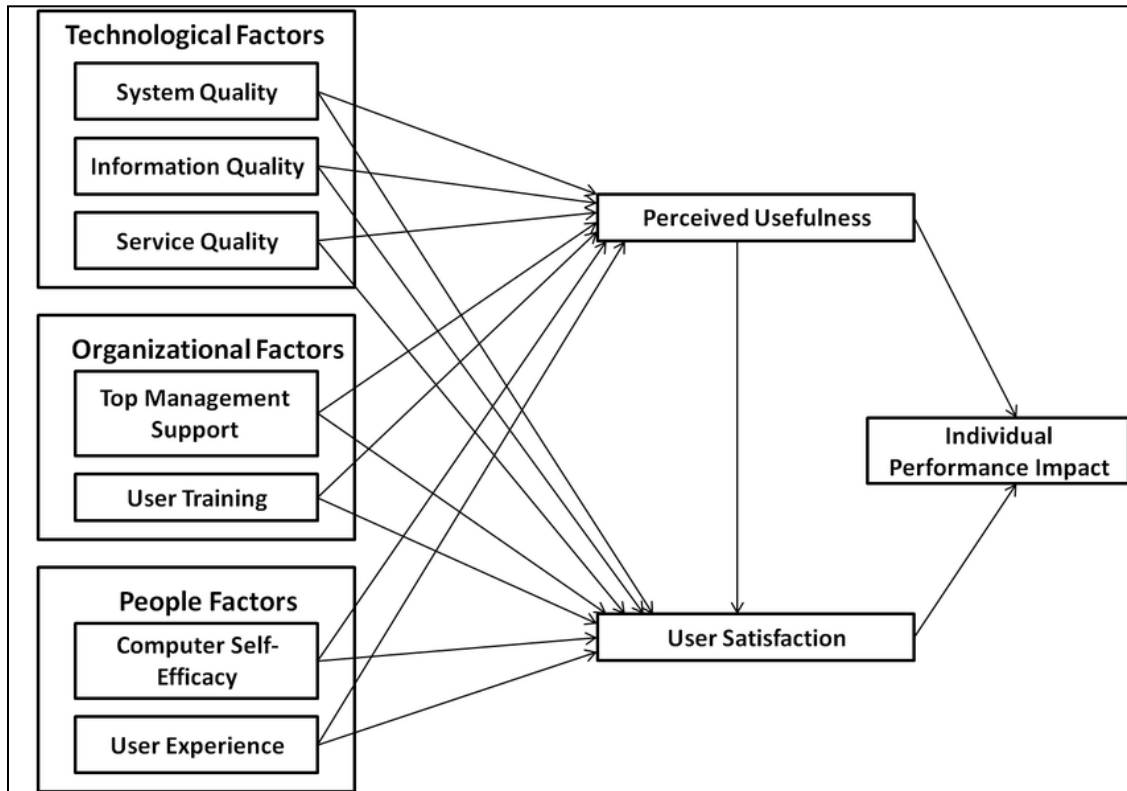 Technological Factors
System Quality
Information Quality
Service Quality
Organizational Factors
Top Management
Support
User Training
People Factors
Computer Self-
Efficacy
User Experience
Perceived Usefulness
User Satisfaction
Individual
Performance Impact